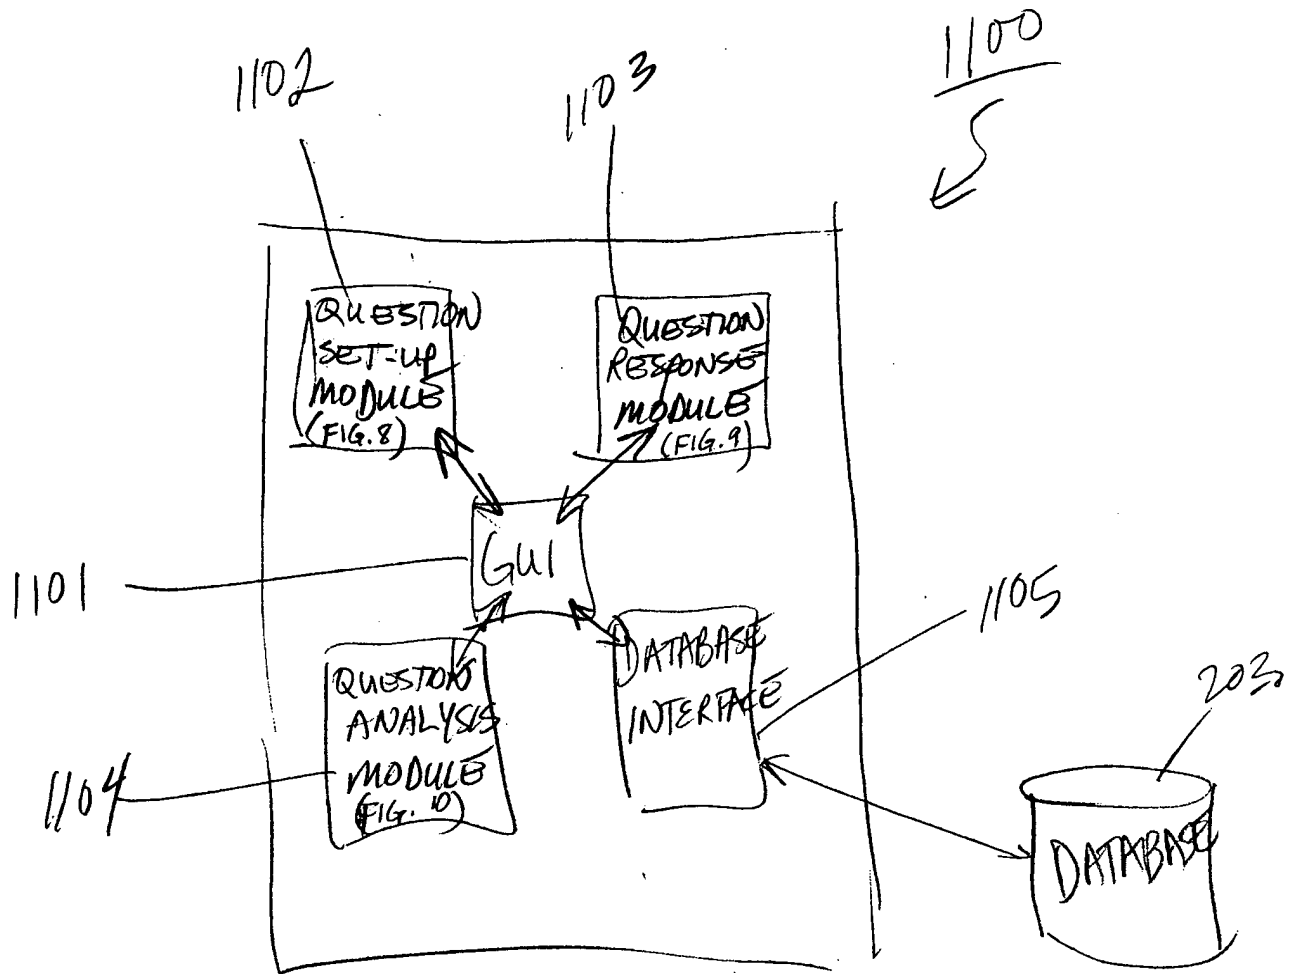 1100
1102
1103
QUESTION
SET-UP
MODULE
(FIG. 8)
QUESTION
RESPONSE
MODULE
(FIG. 9)
GUI
1101
1105
DATABASE
INTERFACE
QUESTION
ANALYSIS
MODULE
(FIG. 10)
1104
203
DATABASE